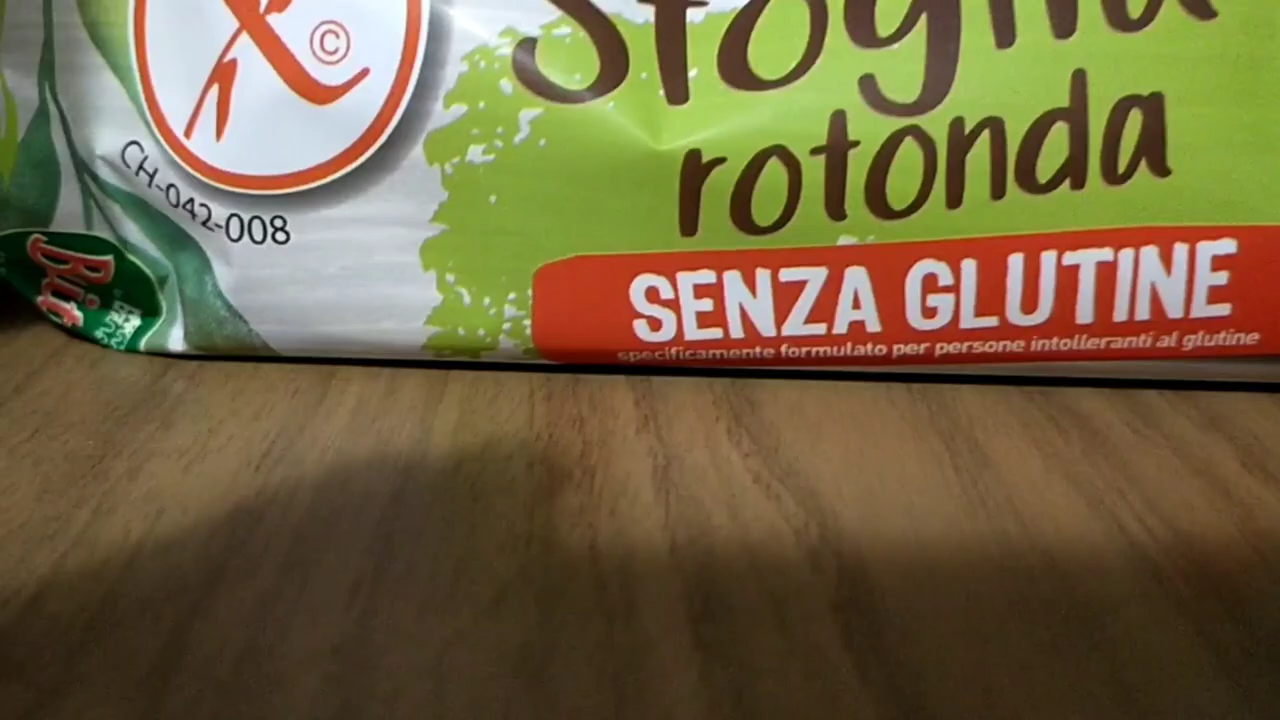 ©
Sfoglia
rotonda
CH-042-008
SENZA GLUTINE
specificamente formulato per persone intolleranti al glutine